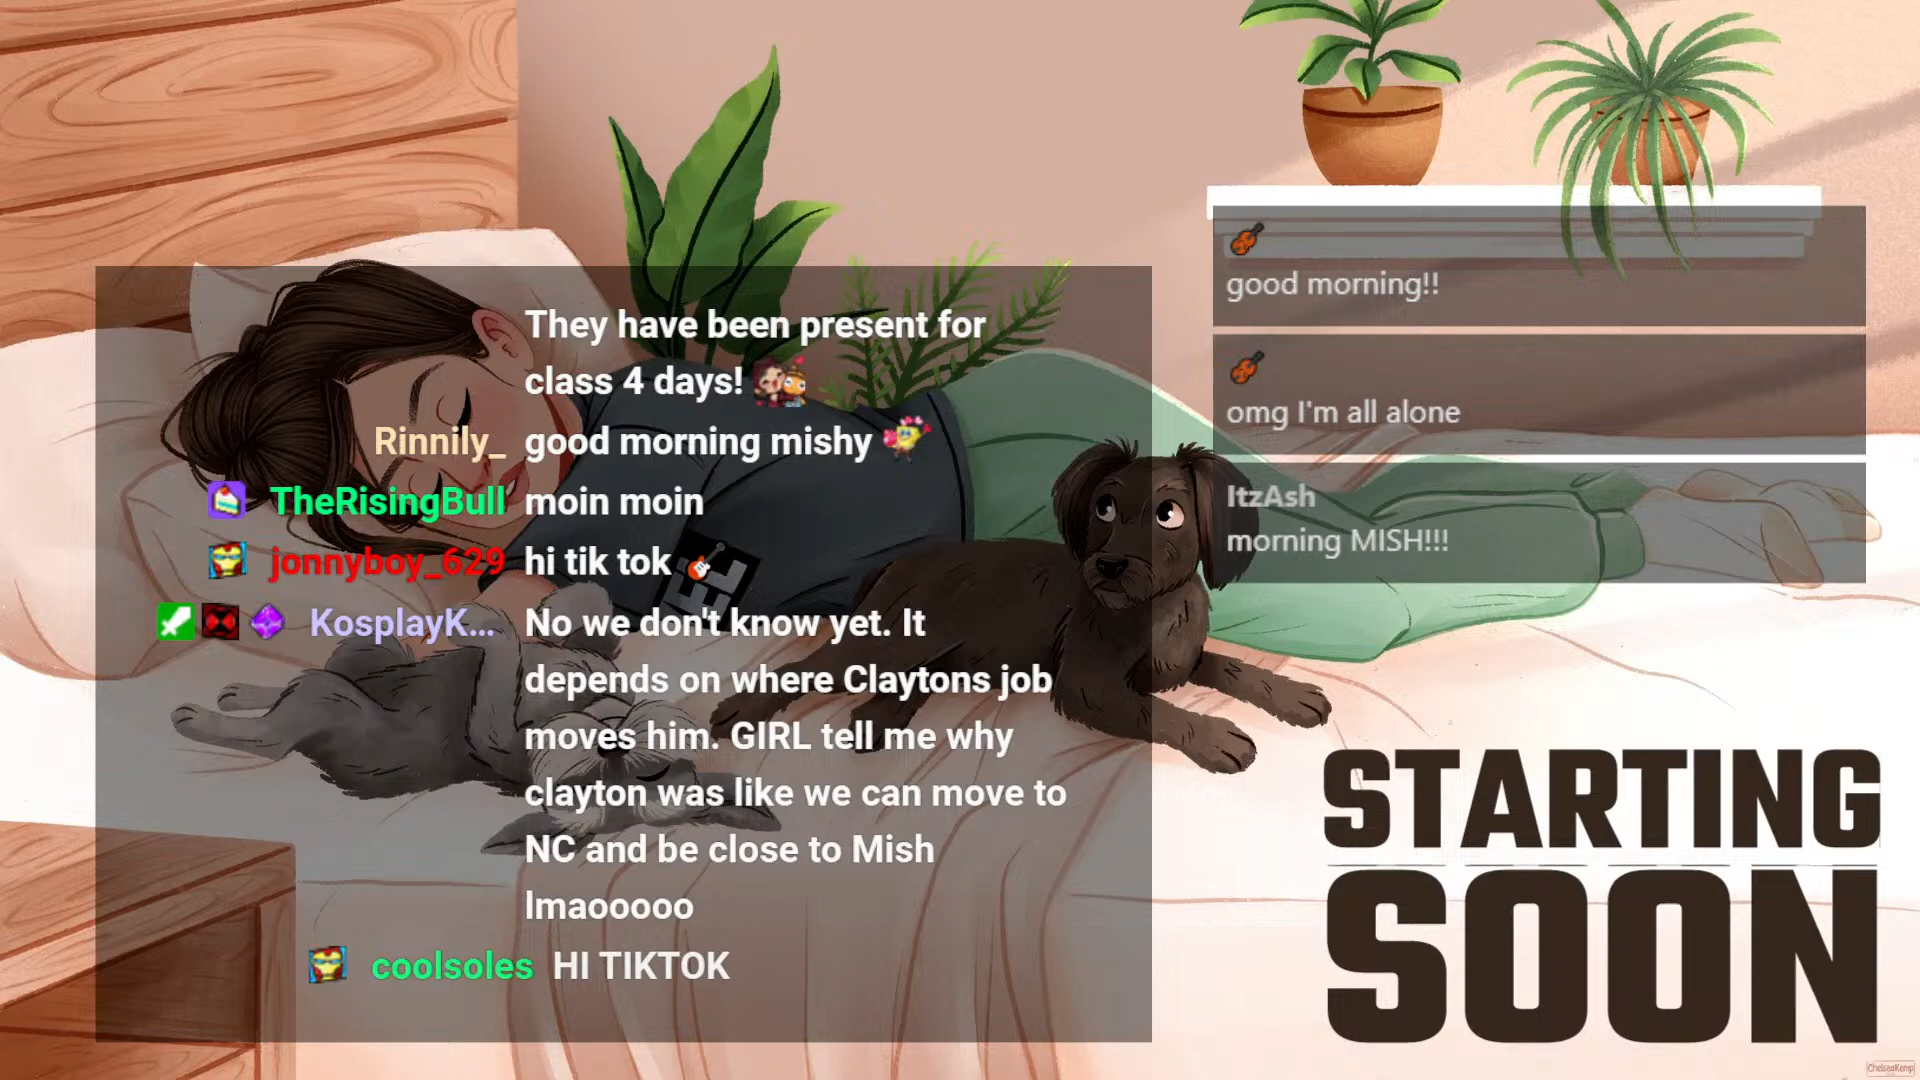 They have been present for
class 4 days!
Rinnily_ good morning mishy
TheRisingBull moin moin
jonnyboy_629 hi tik tok
KosplayK... No we don't know yet. It
depends on where Claytons job
moves him. GIRL tell me why
clayton was like we can move to
NC and be close to Mish
lmaooooo
coolsoles HI TIKTOK
good morning!!
omg I'm all alone
ItzAsh
morning MISH!!!
STARTING
SOON
ChelseaKemp